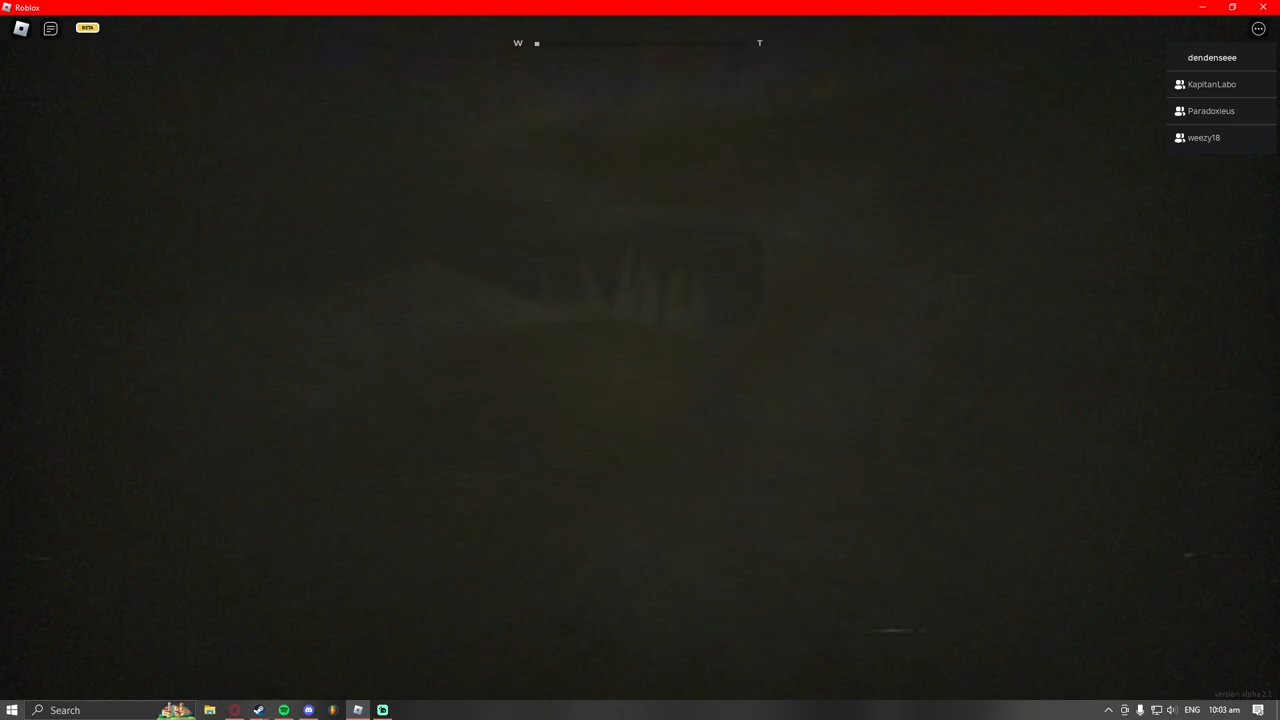 Roblox
BETA
W
T
dendenseee
KapitanLabo
Paradoxieus
weezy18
version alpha 2.1
Search
ENG
10:03 am